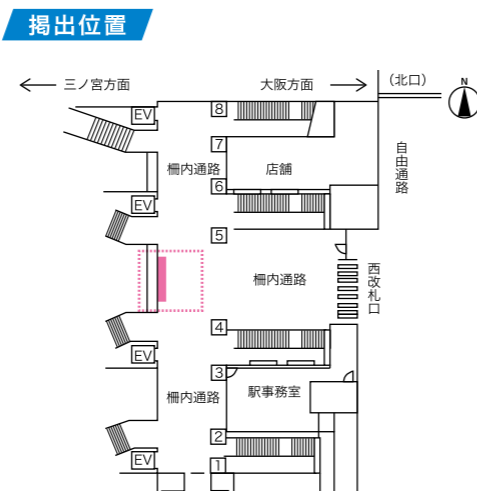 掲出位置
三ノ宮方面
大阪方面
（北口）
N
EV
8
7
柵内通路
店舗
自由通路
6
EV
5
柵内通路
西改札口
4
EV
3
柵内通路
駅事務室
2
EV
1